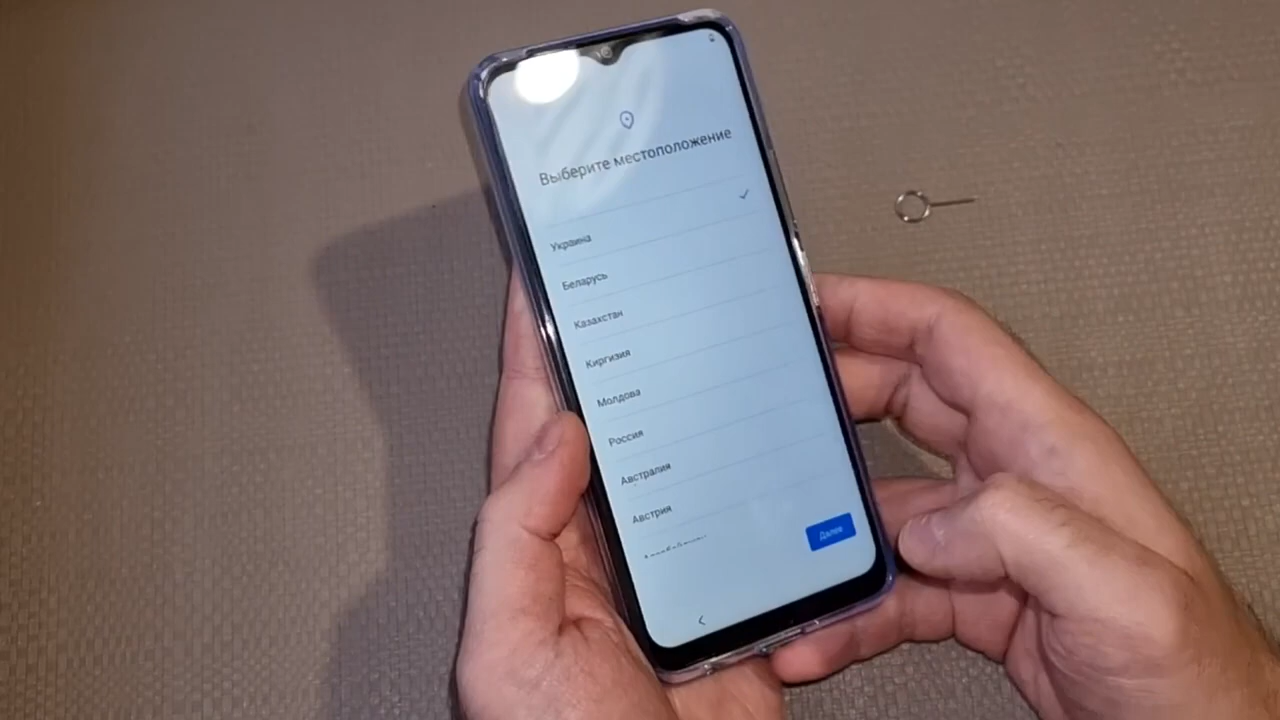 Выберите местоположение
Украина
Беларусь
Казахстан
Киргизия
Молдова
Россия
Австралия
Австрия
Далее